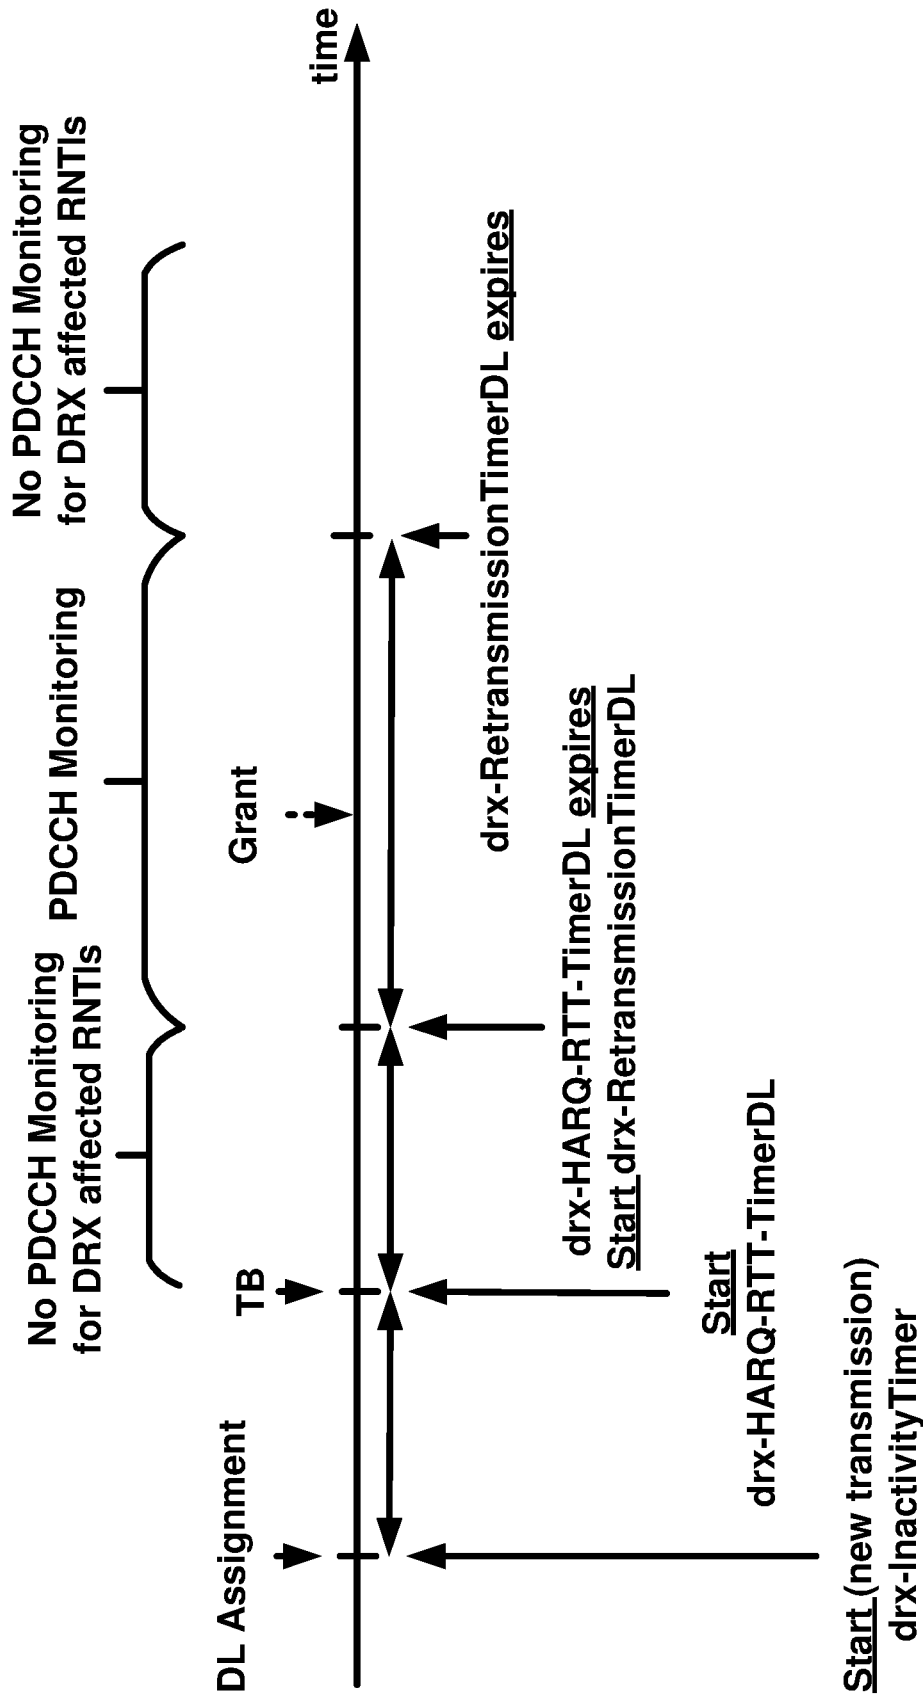 No PDCCH Monitoring
for DRX affected RNTIs
PDCCH Monitoring
No PDCCH Monitoring
for DRX affected RNTIs
DL Assignment
TB
Grant
time
drx-RetransmissionTimerDL expires
drx-HARQ-RTT-TimerDL expires
Start drx-RetransmissionTimerDL
Start
drx-HARQ-RTT-TimerDL
Start (new transmission)
drx-InactivityTimer